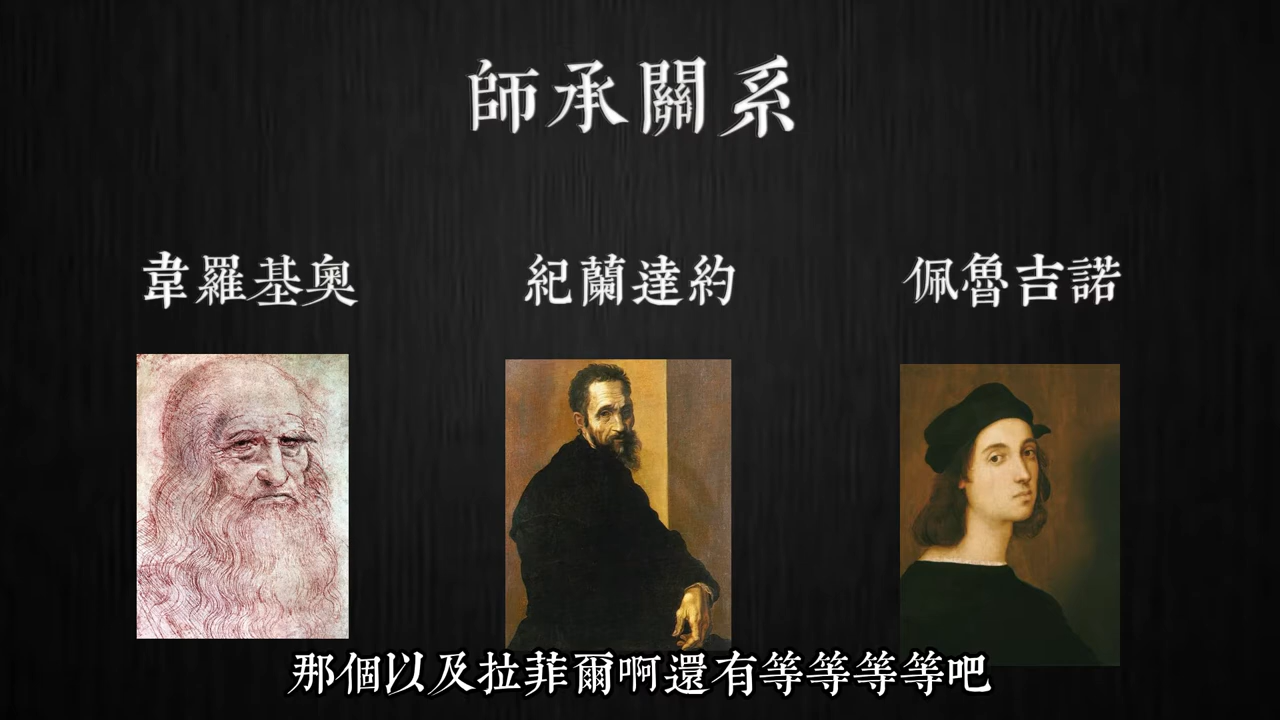 師承關系
韋羅基奧
紀蘭達約
佩魯吉諾
那個以及拉菲爾啊還有等等等等吧